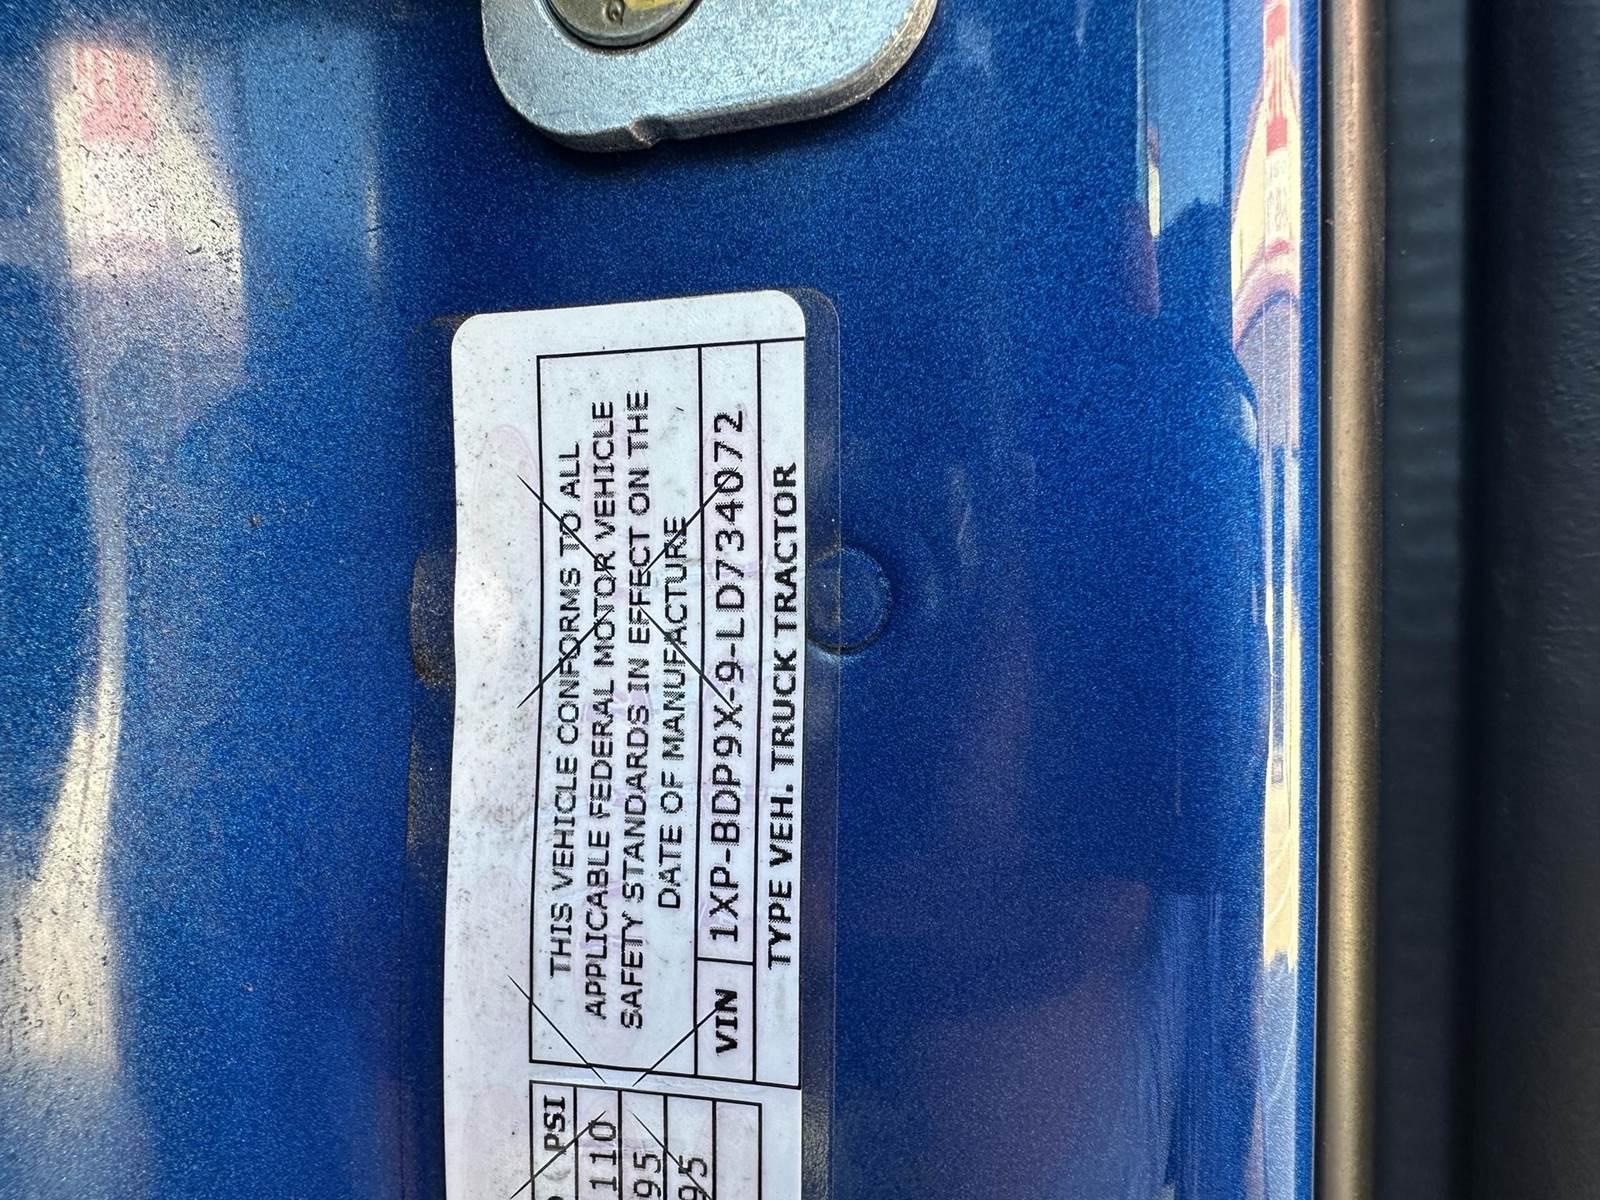 THIS VEHICLE CONFORMS TO ALL
APPLICABLE FEDERAL MOTOR VEHICLE
SAFETY STANDARDS IN EFFECT ON THE
DATE OF MANUFACTURE
VIN 1XP-BDP9X-9-LD734072
TYPE VEH. TRUCK TRACTOR
PSI
110
95
95